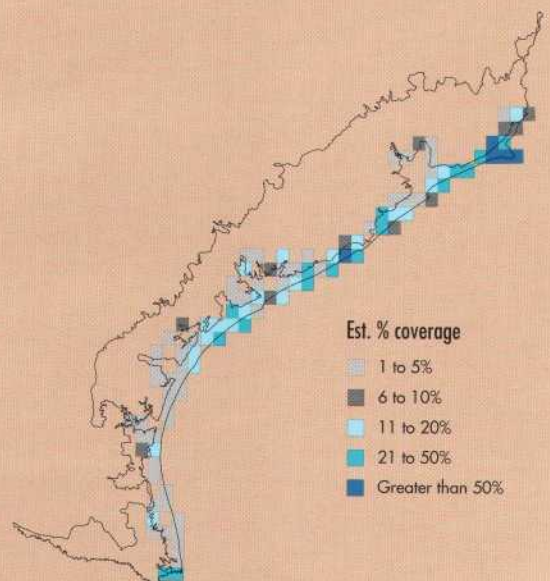 Est. % coverage
1 to 5%
6 to 10%
11 to 20%
21 to 50%
Greater than 50%